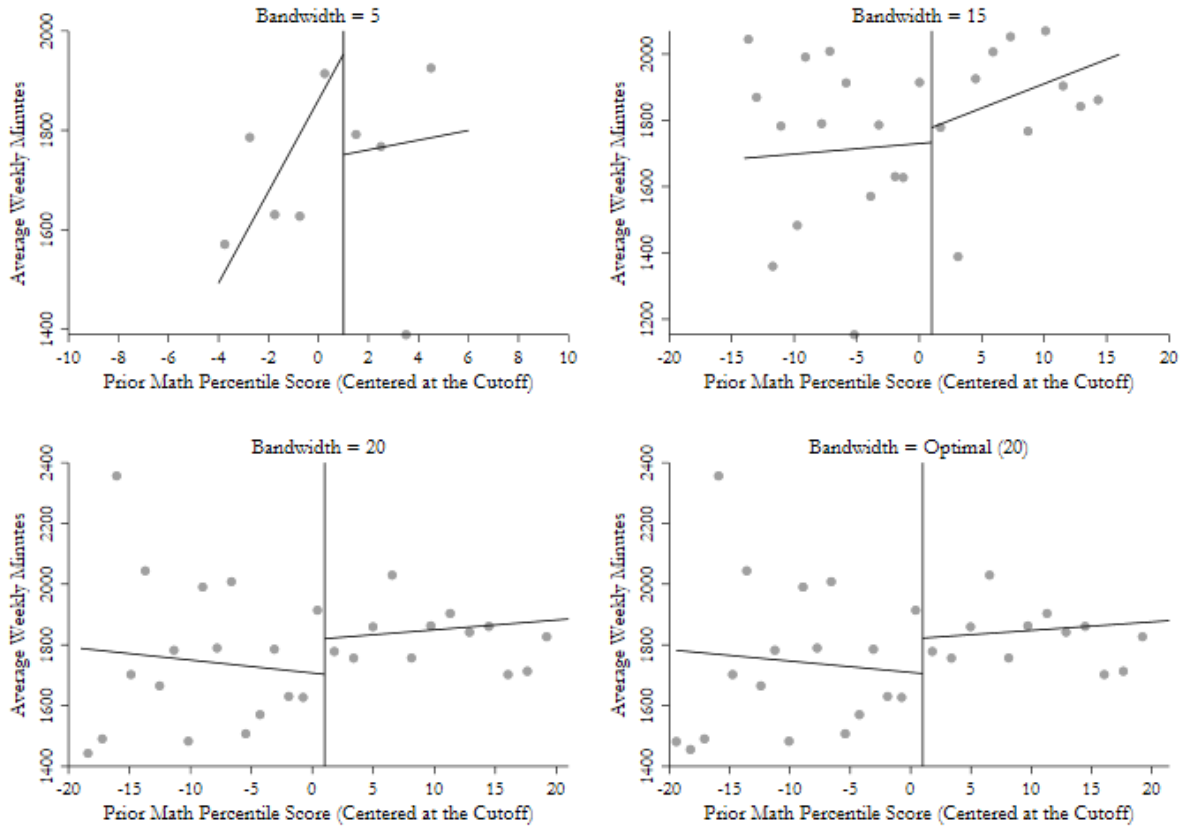 Bandwidth = 5
Average Weekly Minutes
2000
1800
1600
1400
-10 -8 -6 -4 -2 0 2 4 6 8 10
Prior Math Percentile Score (Centered at the Cutoff)
Bandwidth = 15
Average Weekly Minutes
2000
1800
1600
1400
1200
-20 -15 -10 -5 0 5 10 15 20
Prior Math Percentile Score (Centered at the Cutoff)
Bandwidth = 20
Average Weekly Minutes
2400
2200
2000
1800
1600
1400
-20 -15 -10 -5 0 5 10 15 20
Prior Math Percentile Score (Centered at the Cutoff)
Bandwidth = Optimal (20)
Average Weekly Minutes
2400
2200
2000
1800
1600
1400
-20 -15 -10 -5 0 5 10 15 20
Prior Math Percentile Score (Centered at the Cutoff)